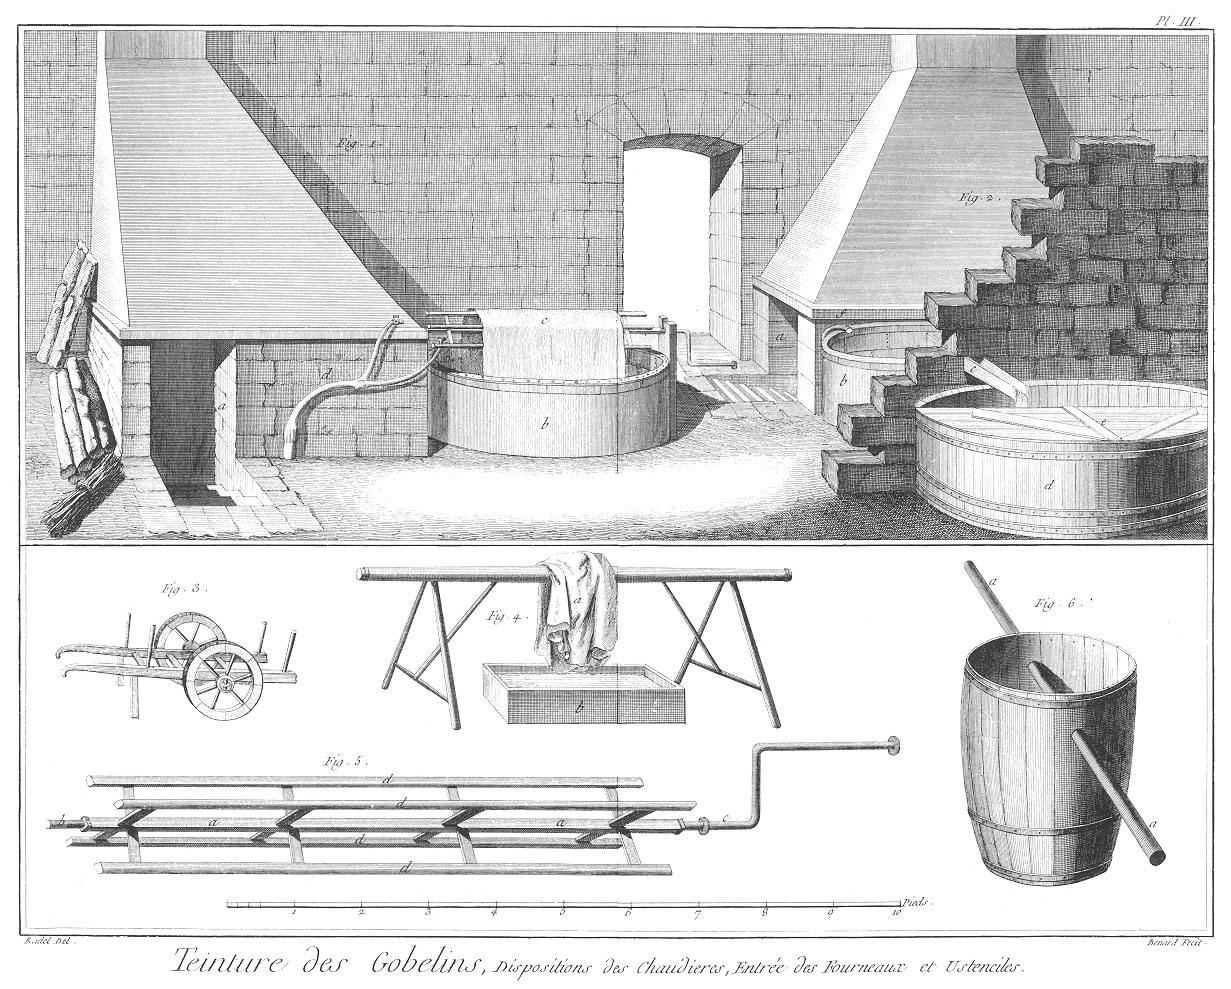 Pl. III.
Fig. 1.
Fig. 2.
c
f
d
a
d
a
b
b
e
e
d
Fig. 3.
Fig. 4.
a
b
Fig. 6.
a
a
Fig. 5.
d
d
b
a
a
c
d
d
1 2 3 4 5 6 7 8 9 10 Pieds.
Radel Del.
Benard Fecit.
Teinture des Gobelins, Dispositions des Chaudieres, Entrée des Fourneaux et Ustenciles.